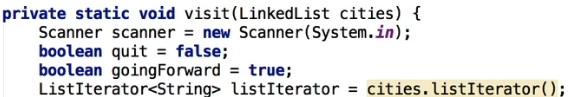 private static void visit(LinkedList cities) {
    Scanner scanner = new Scanner(System.in);
    boolean quit = false;
    boolean goingForward = true;
    ListIterator<String> listIterator = cities.listIterator();